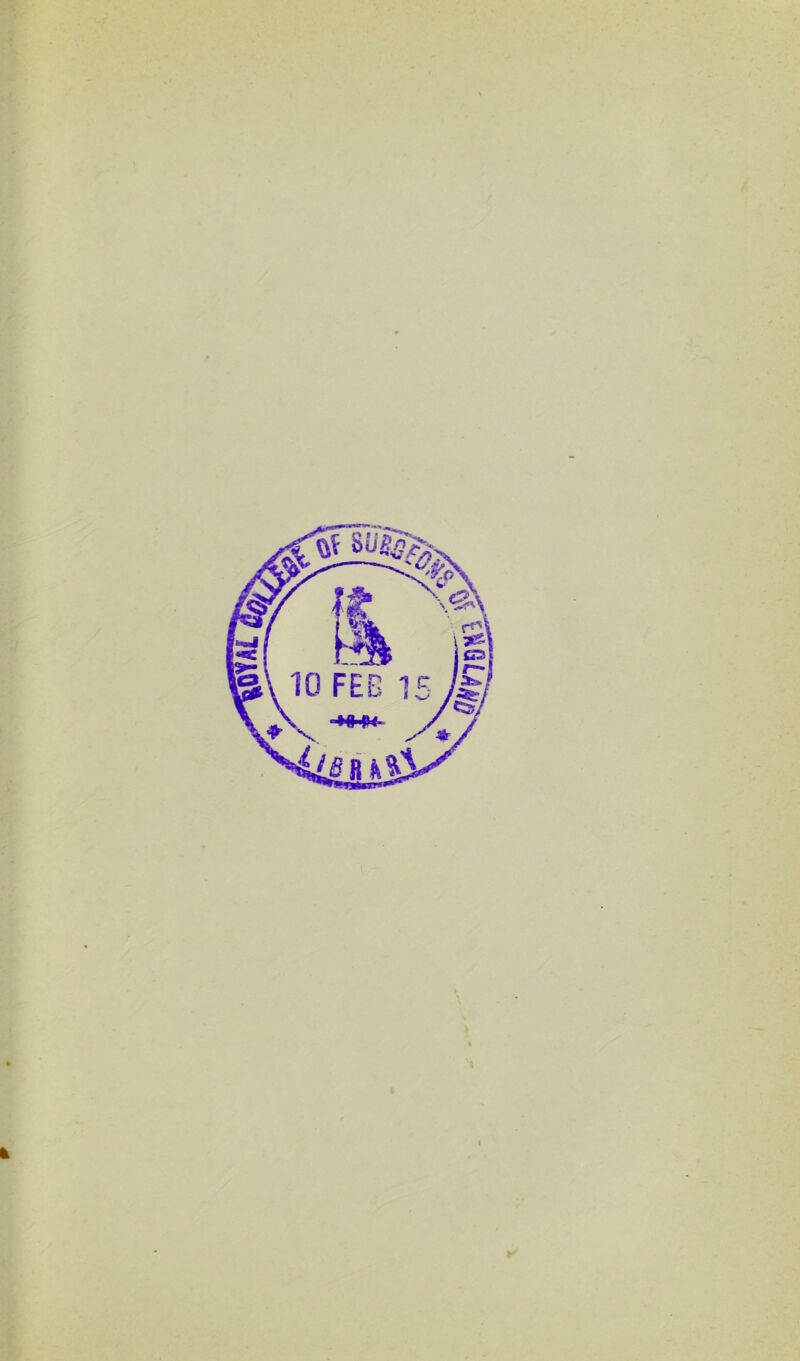 ROYAL COLLEGE OF SURGEONS OF ENGLAND
10 FEB 15
* LIBRARY *